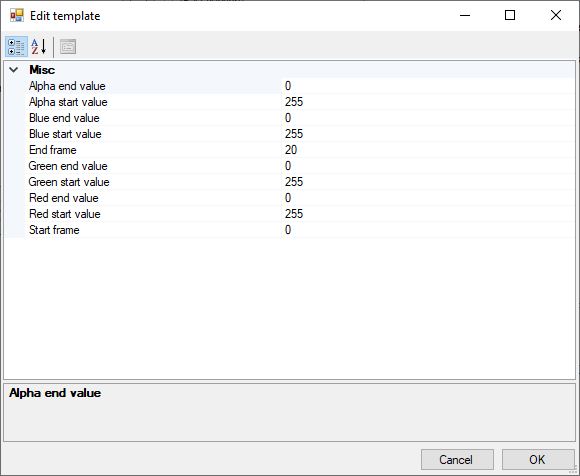 Edit template
Misc
Alpha end value 0
Alpha start value 255
Blue end value 0
Blue start value 255
End frame 20
Green end value 0
Green start value 255
Red end value 0
Red start value 255
Start frame 0
Alpha end value
Cancel OK